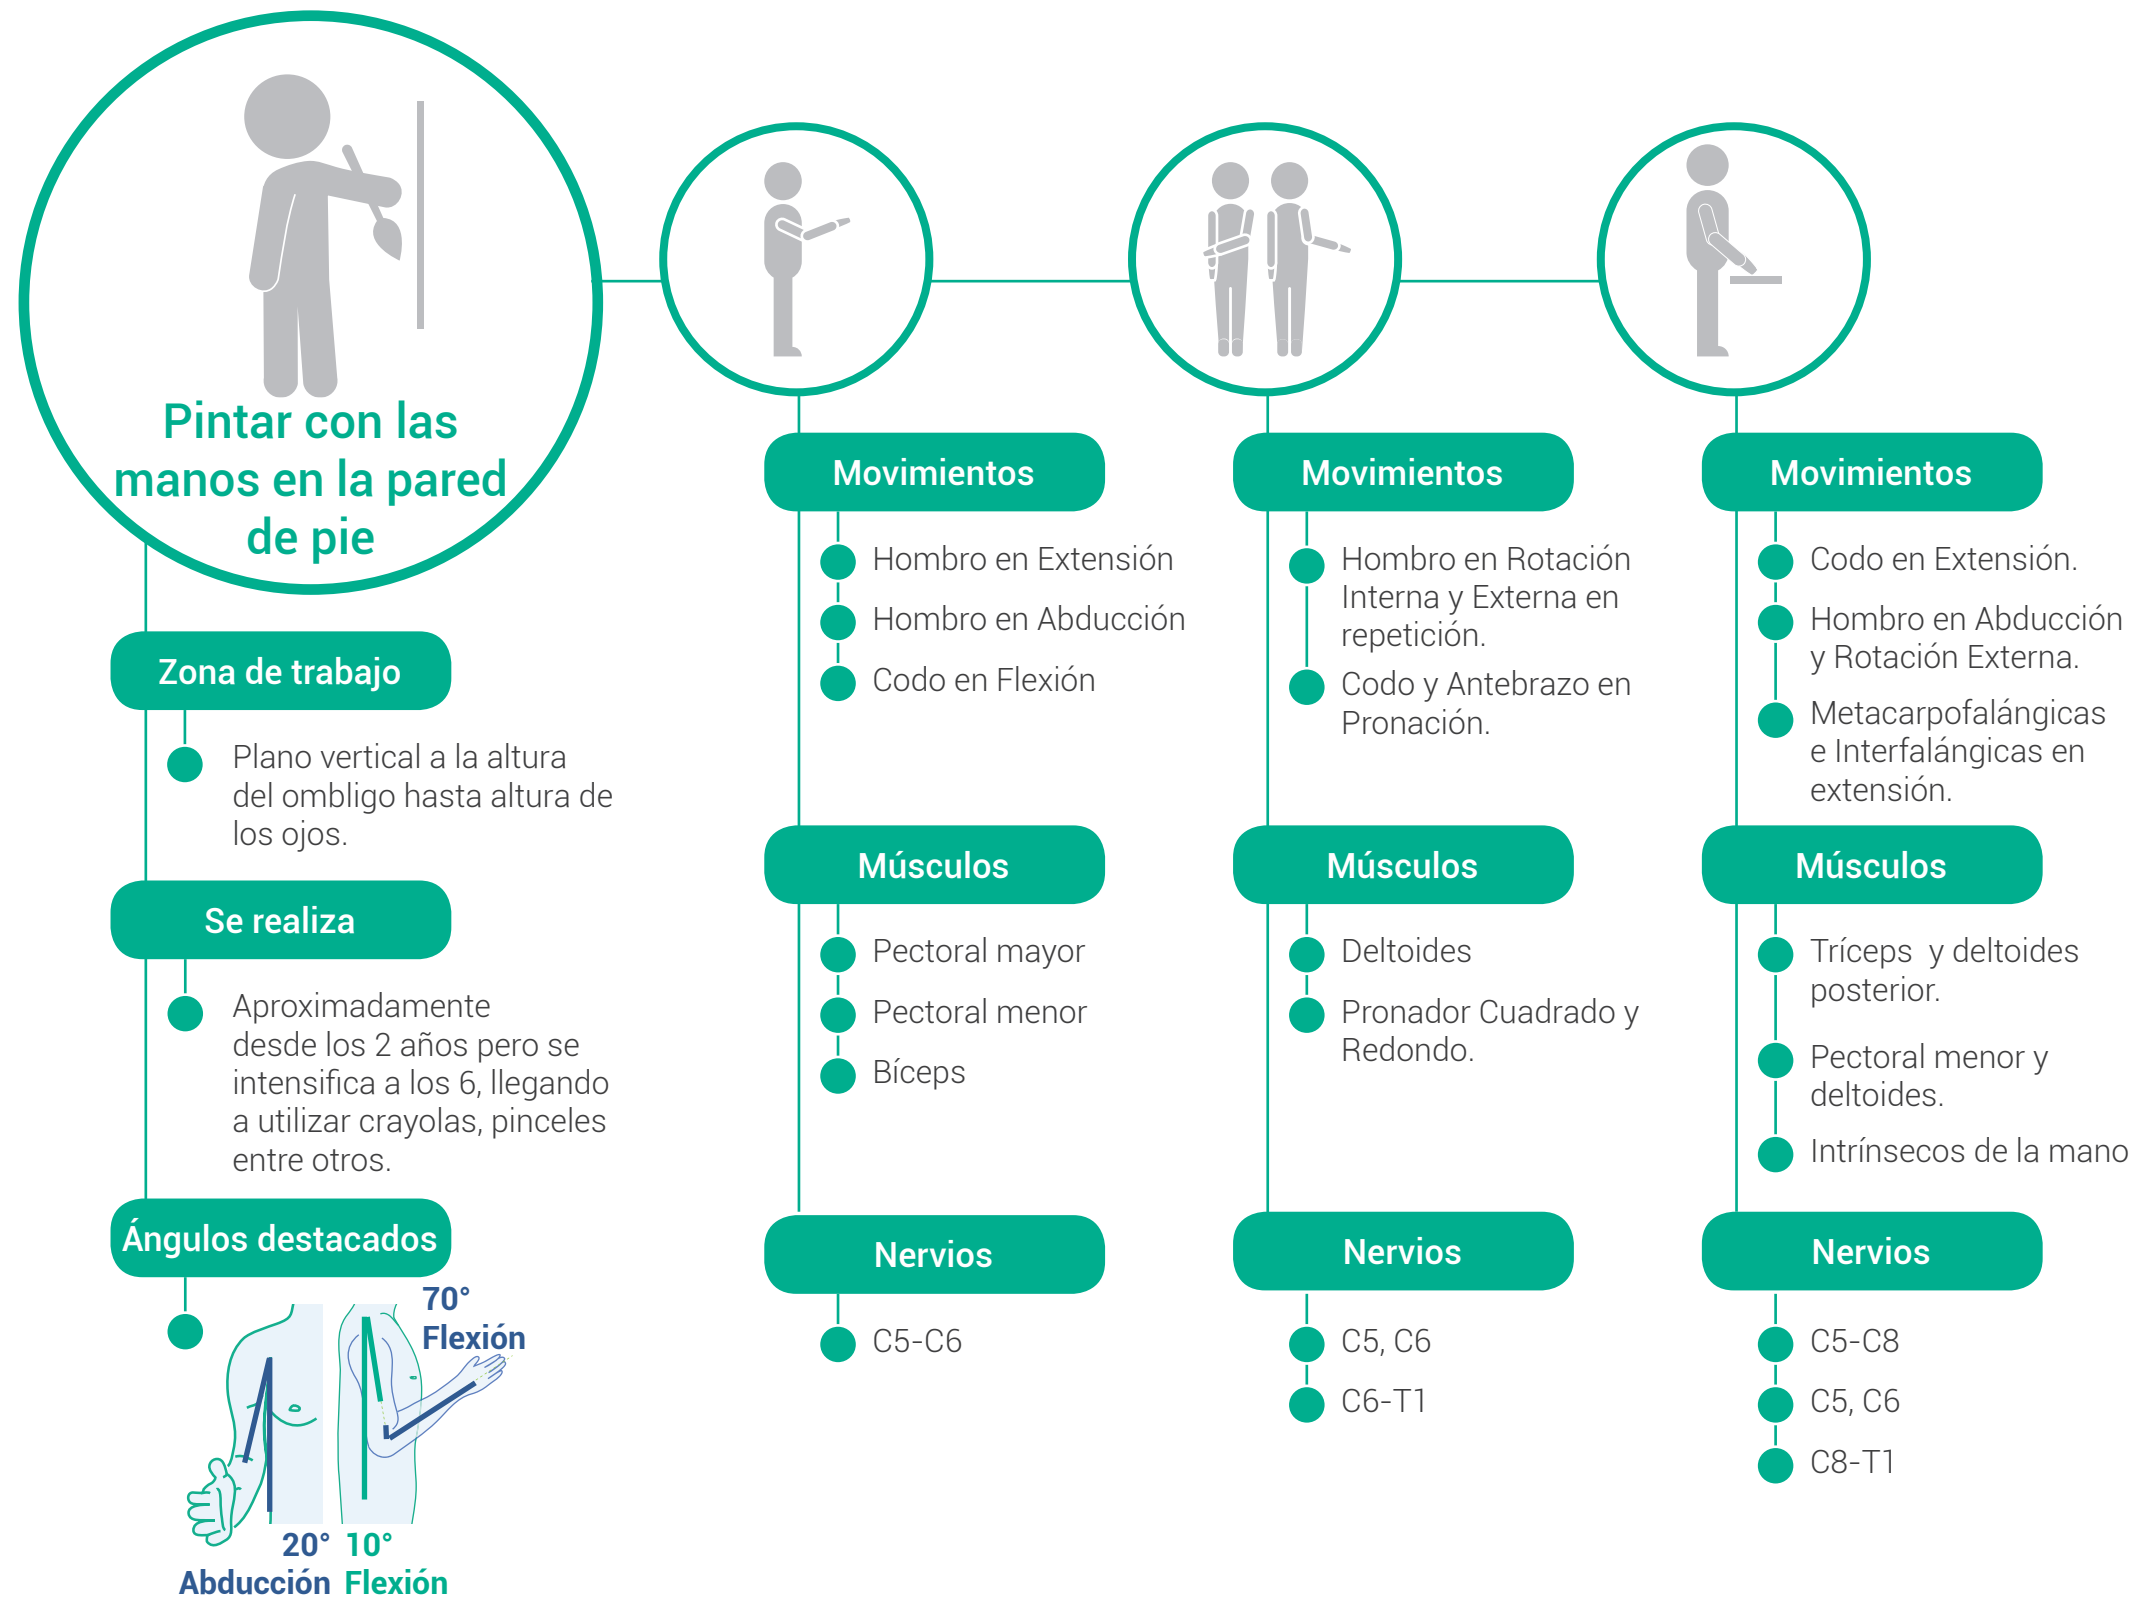 Pintar con las
manos en la pared
de pie
Zona de trabajo
Plano vertical a la altura
del ombligo hasta altura de
los ojos.
Se realiza
Aproximadamente
desde los 2 años pero se
intensifica a los 6, llegando
a utilizar crayolas, pinceles
entre otros.
Ángulos destacados
70°
Flexión
20°
Abducción
10°
Flexión
Movimientos
Hombro en Extensión
Hombro en Abducción
Codo en Flexión
Músculos
Pectoral mayor
Pectoral menor
Bíceps
Nervios
C5-C6
Movimientos
Hombro en Rotación
Interna y Externa en
repetición.
Codo y Antebrazo en
Pronación.
Músculos
Deltoides
Pronador Cuadrado y
Redondo.
Nervios
C5, C6
C6-T1
Movimientos
Codo en Extensión.
Hombro en Abducción
y Rotación Externa.
Metacarpofalángicas
e Interfalángicas en
extensión.
Músculos
Tríceps  y deltoides
posterior.
Pectoral menor y
deltoides.
Intrínsecos de la mano
Nervios
C5-C8
C5, C6
C8-T1